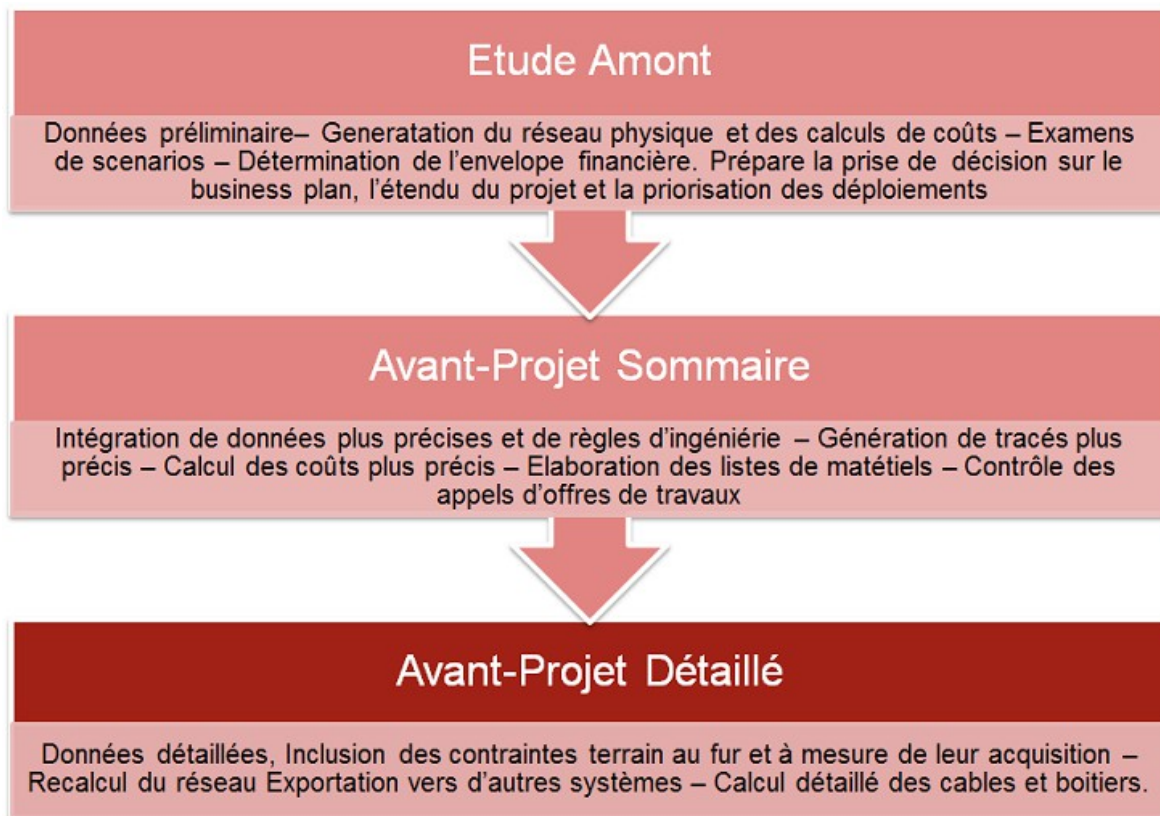 Etude Amont
Données préliminaire– Generatation du réseau physique et des calculs de coûts – Examens
de scenarios – Détermination de l'envelope financière. Prépare la prise de décision sur le
business plan, l'étendu du projet et la priorisation des déploiements
Avant-Projet Sommaire
Intégration de données plus précises et de règles d'ingéniérie – Génération de tracés plus
précis – Calcul des coûts plus précis – Elaboration des listes de matétiels – Contrôle des
appels d'offres de travaux
Avant-Projet Détaillé
Données détaillées, Inclusion des contraintes terrain au fur et à mesure de leur acquisition –
Recalcul du réseau Exportation vers d'autres systèmes – Calcul détaillé des cables et boitiers.